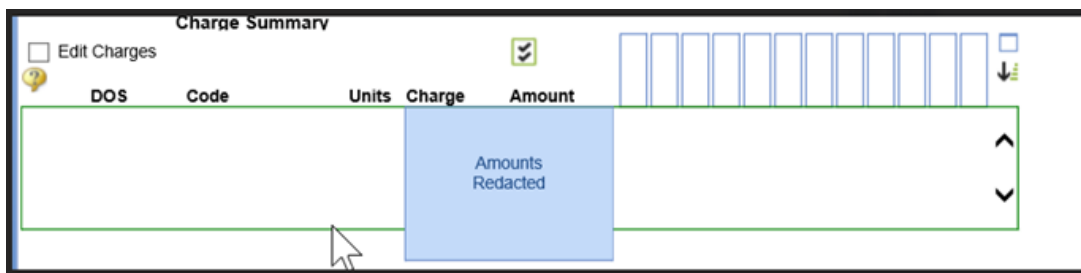 Charge Summary
Edit Charges
?
DOS Code Units Charge Amount
Amounts
Redacted